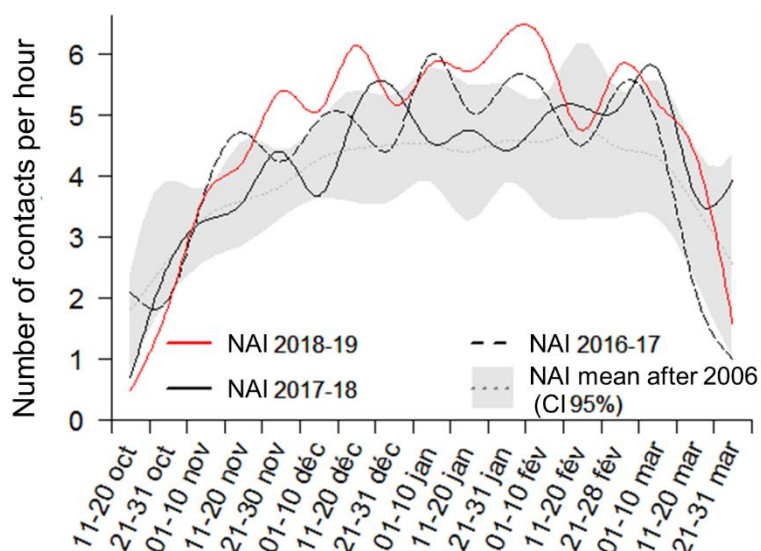 Number of contacts per hour
6
5
4
3
2
1
0
NAI 2018-19
NAI 2017-18
NAI 2016-17
NAI mean after 2006
(CI 95%)
11-20 oct
21-31 oct
01-10 nov
11-20 nov
21-30 nov
01-10 déc
11-20 déc
21-31 déc
01-10 jan
11-20 jan
21-31 jan
01-10 fév
11-20 fév
21-28 fév
01-10 mar
11-20 mar
21-31 mar